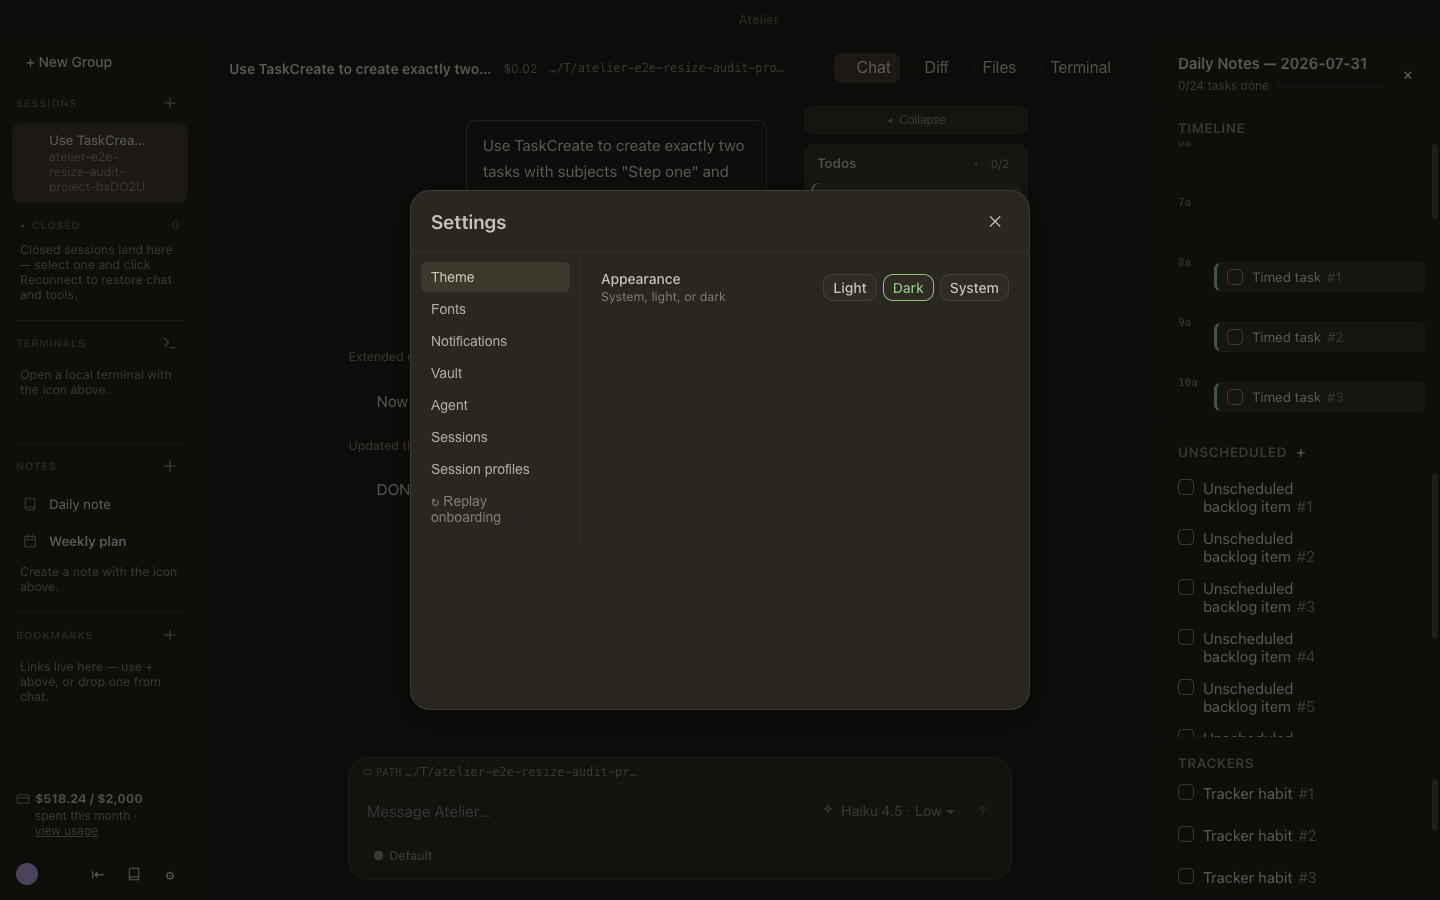 Atelier
+ New Group
SESSIONS
Use TaskCrea...
atelier-e2e-
resize-audit-
project-bsDO2U
CLOSED 0
Closed sessions land here
— select one and click
Reconnect to restore chat
and tools.
TERMINALS
Open a local terminal with
the icon above.
NOTES
Daily note
Weekly plan
Create a note with the icon
above.
BOOKMARKS
Links live here — use +
above, or drop one from
chat.
$518.24 / $2,000
spent this month ·
view usage
Use TaskCreate to create exactly two... $0.02 …/T/atelier-e2e-resize-audit-pro…
Chat Diff Files Terminal
Collapse
Use TaskCreate to create exactly two
tasks with subjects "Step one" and
Todos 0/2
Extended
Now
Updated
Settings
Theme
Fonts
Notifications
Vault
Agent
Sessions
Session profiles
↻ Replay
onboarding
Appearance
System, light, or dark
Light Dark System
PATH …/T/atelier-e2e-resize-audit-pr…
Message Atelier...
Haiku 4.5 · Low
Default
Daily Notes — 2026-07-31
0/24 tasks done
TIMELINE
7a
8a
Timed task #1
9a
Timed task #2
10a
Timed task #3
UNSCHEDULED +
Unscheduled
backlog item #1
Unscheduled
backlog item #2
Unscheduled
backlog item #3
Unscheduled
backlog item #4
Unscheduled
backlog item #5
TRACKERS
Tracker habit #1
Tracker habit #2
Tracker habit #3